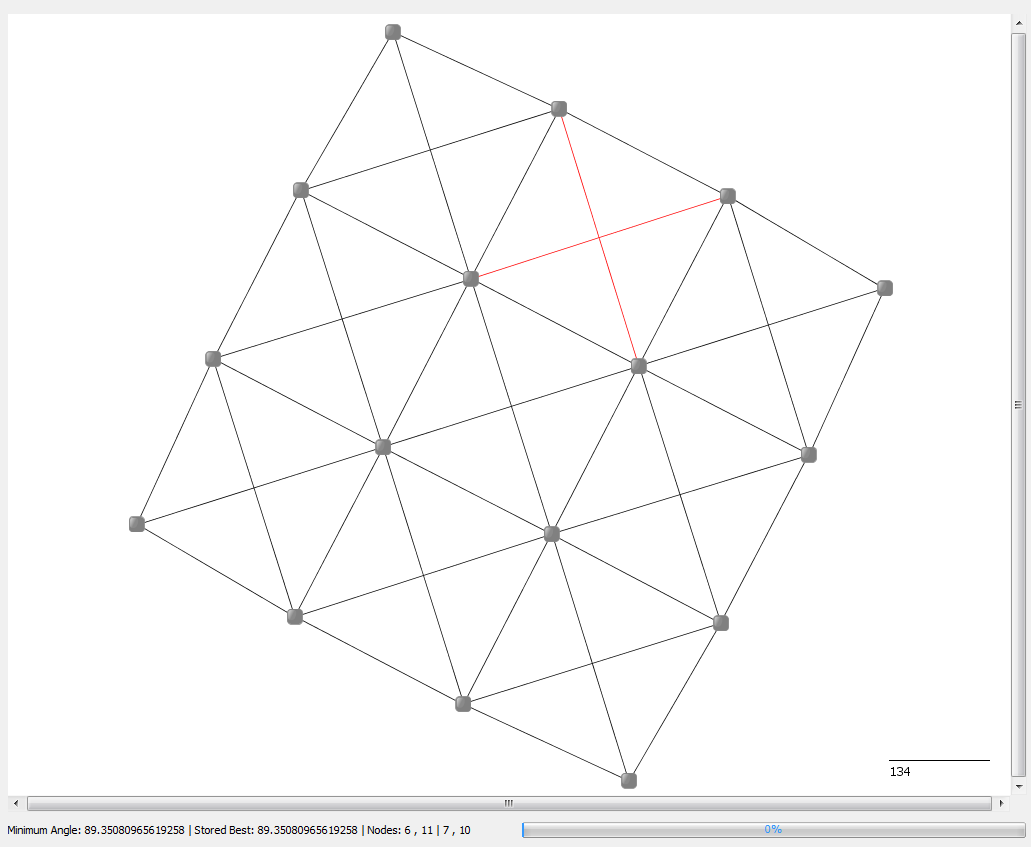 134
Minimum Angle: 89.35080965619258 | Stored Best: 89.35080965619258 | Nodes: 6 , 11 | 7 , 10
0%